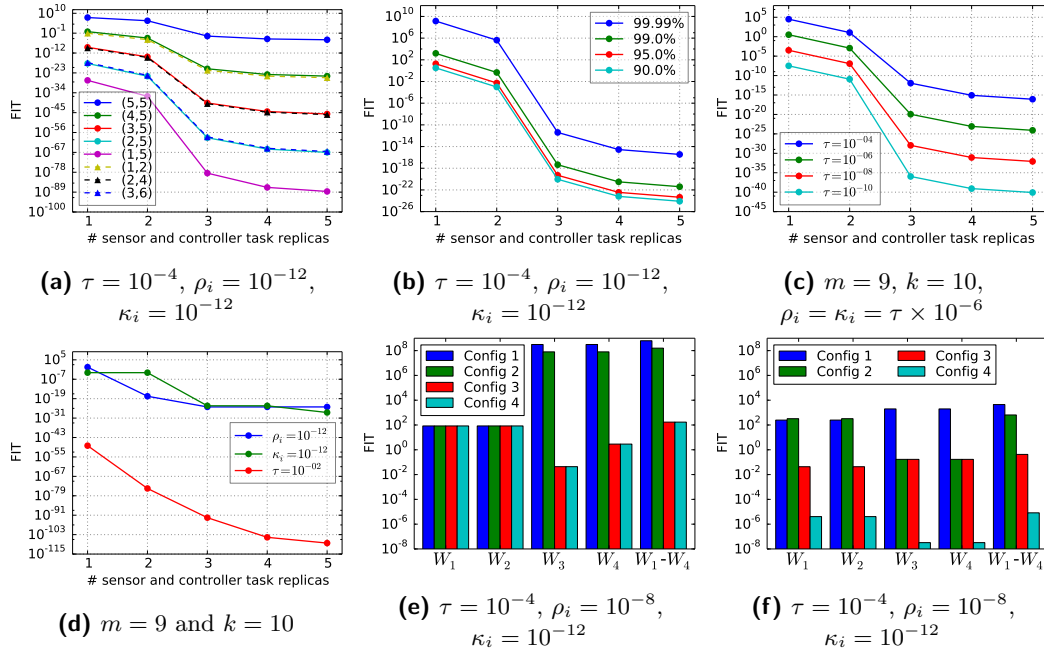 FIT
10^10
10^-1
10^-12
10^-23
10^-34
10^-45
10^-56
10^-67
10^-78
10^-89
10^-100
(5,5)
(4,5)
(3,5)
(2,5)
(1,5)
(1,2)
(2,4)
(3,6)
1 2 3 4 5
# sensor and controller task replicas
(a) τ = 10^-4, ρ_i = 10^-12,
κ_i = 10^-12
FIT
10^10
10^6
10^2
10^-2
10^-6
10^-10
10^-14
10^-18
10^-22
10^-26
99.99%
99.0%
95.0%
90.0%
1 2 3 4 5
# sensor and controller task replicas
(b) τ = 10^-4, ρ_i = 10^-12,
κ_i = 10^-12
FIT
10^5
10^0
10^-5
10^-10
10^-15
10^-20
10^-25
10^-30
10^-35
10^-40
10^-45
τ=10^-04
τ=10^-06
τ=10^-08
τ=10^-10
1 2 3 4 5
# sensor and controller task replicas
(c) m = 9, k = 10,
ρ_i = κ_i = τ × 10^-6
FIT
10^5
10^-7
10^-19
10^-31
10^-43
10^-55
10^-67
10^-79
10^-91
10^-103
10^-115
ρ_i=10^-12
κ_i=10^-12
τ=10^-02
1 2 3 4 5
# sensor and controller task replicas
(d) m = 9 and k = 10
FIT
10^8
10^6
10^4
10^2
10^0
10^-2
10^-4
10^-6
10^-8
Config 1
Config 2
Config 3
Config 4
W_1 W_2 W_3 W_4 W_1-W_4
(e) τ = 10^-4, ρ_i = 10^-8,
κ_i = 10^-12
FIT
10^8
10^6
10^4
10^2
10^0
10^-2
10^-4
10^-6
10^-8
Config 1 Config 3
Config 2 Config 4
W_1 W_2 W_3 W_4 W_1-W_4
(f) τ = 10^-4, ρ_i = 10^-8,
κ_i = 10^-12